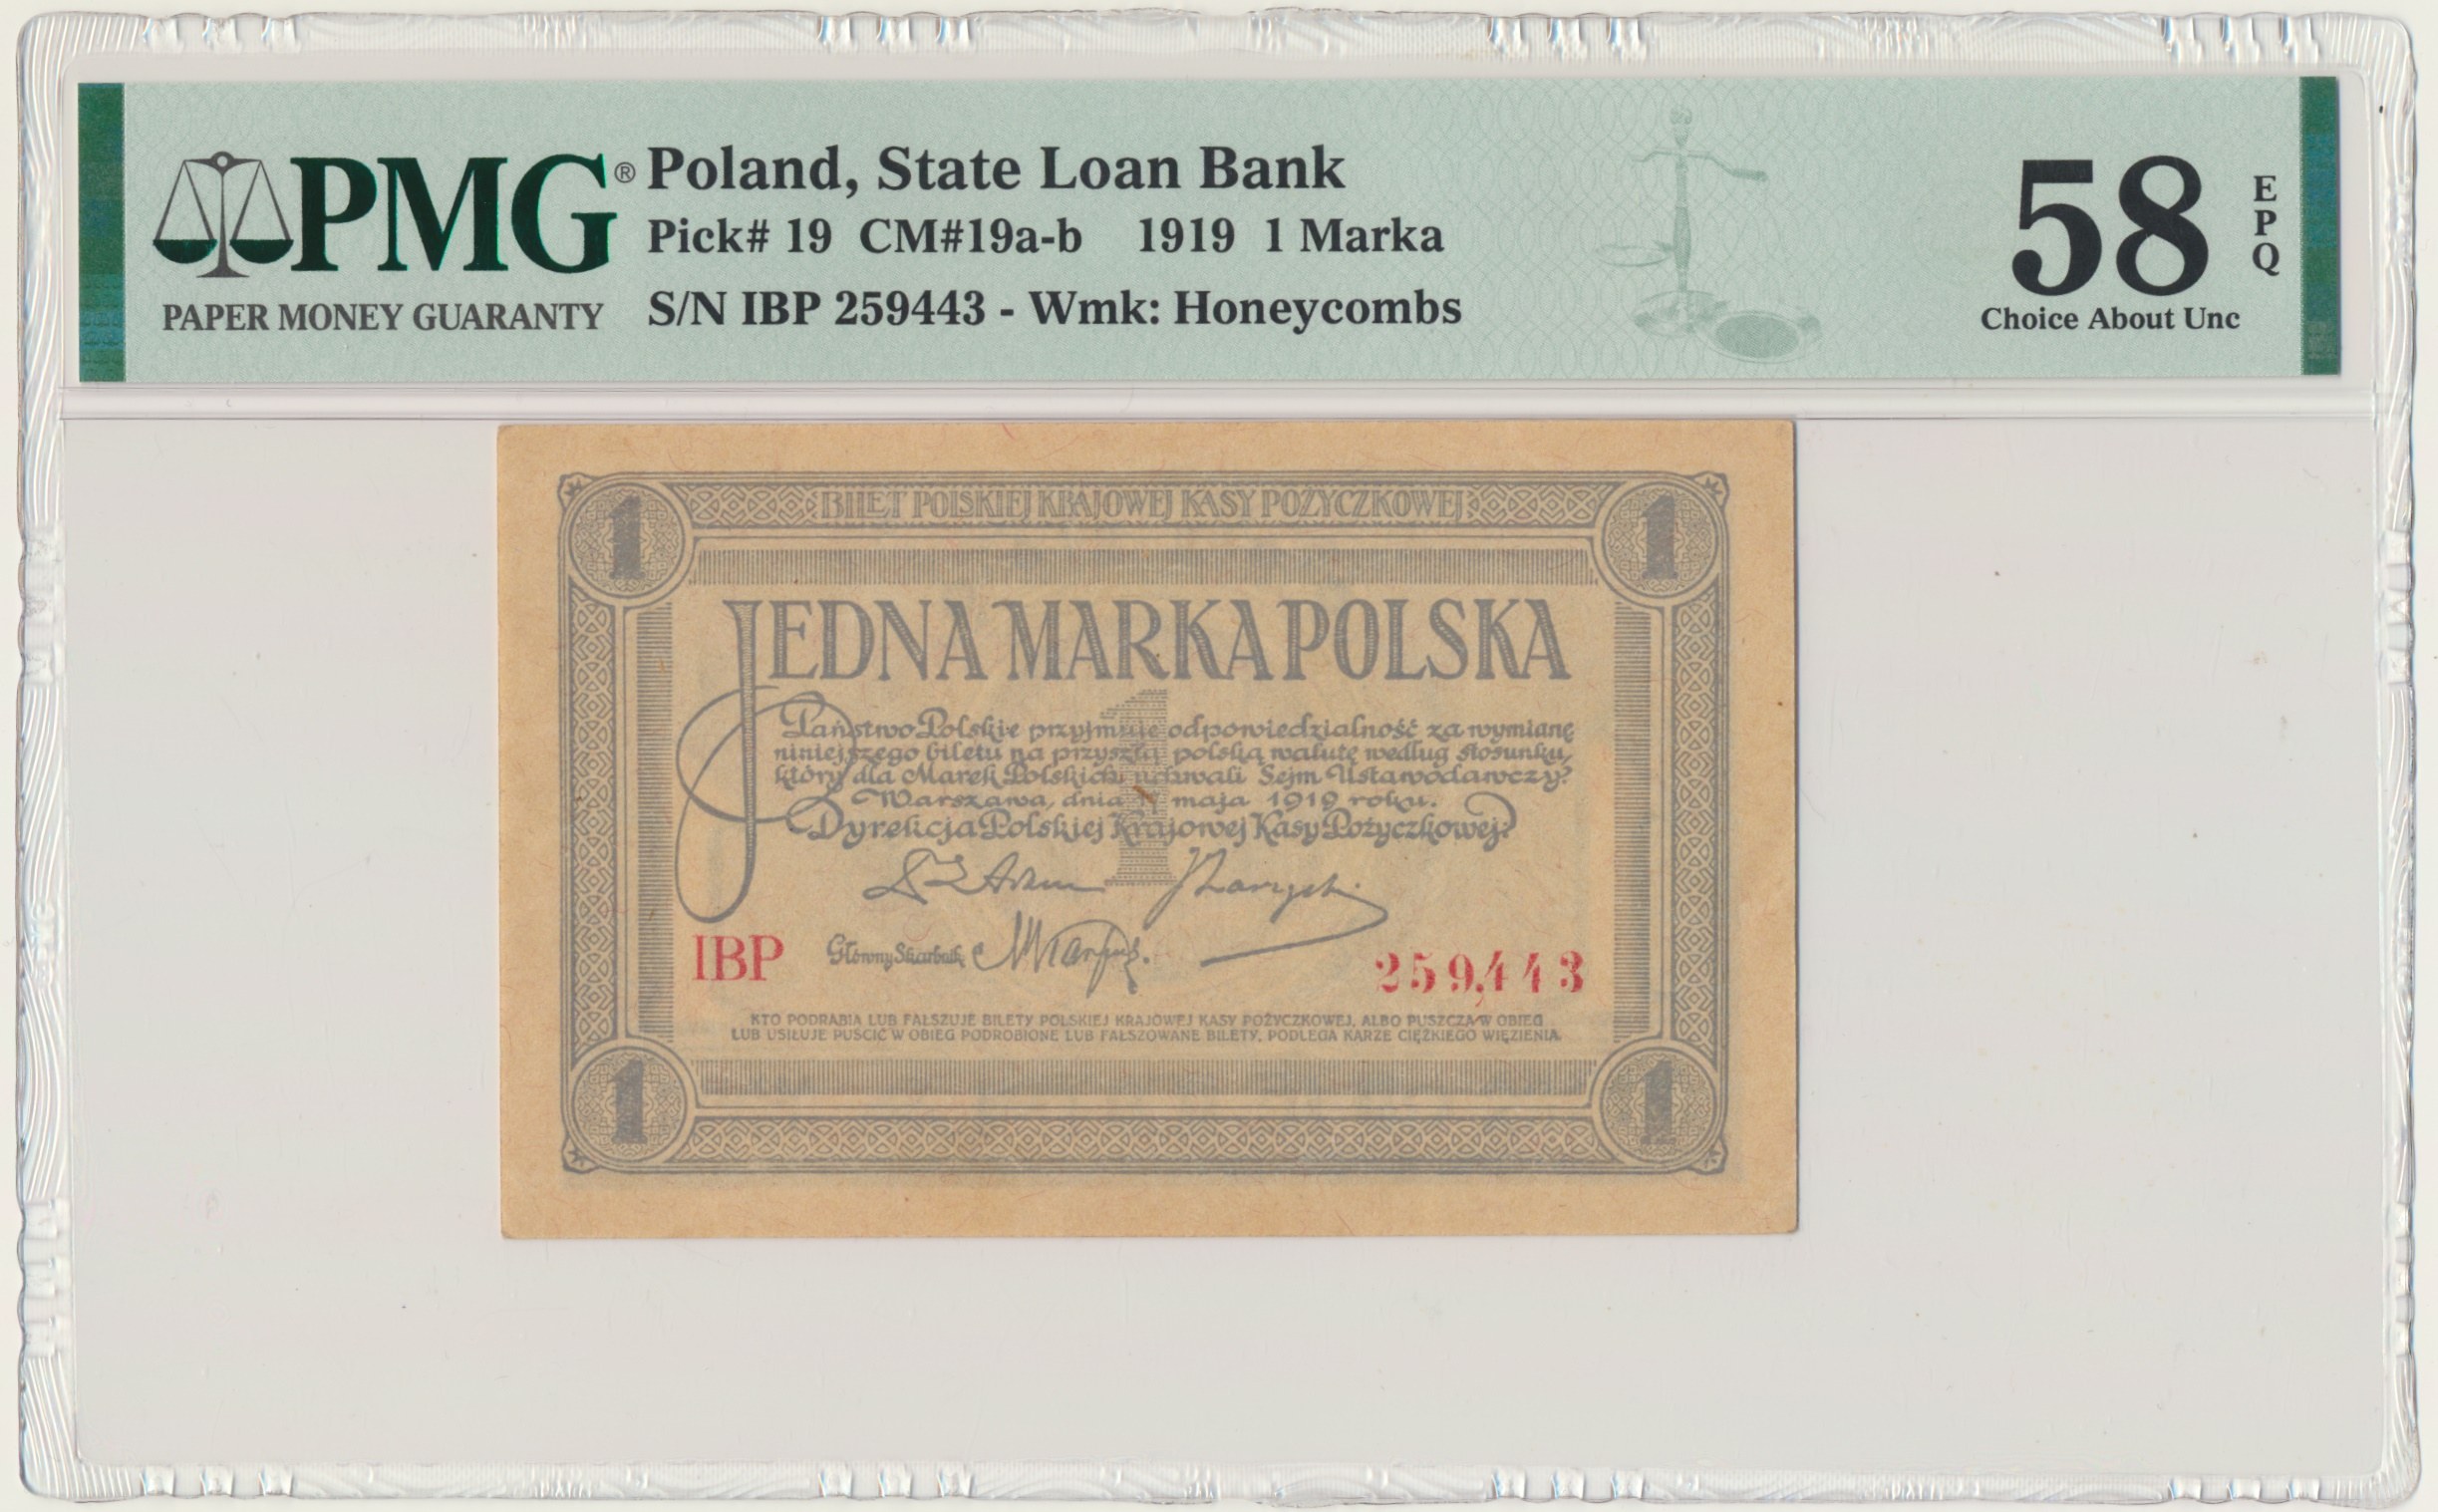 PMG®
PAPER MONEY GUARANTY
Poland, State Loan Bank
Pick# 19 CM#19a-b 1919 1 Marka
S/N IBP 259443 - Wmk: Honeycombs
58
EPQ
Choice About Unc
1 BILET POLSKIEJ KRAJOWEJ KASY POŻYCZKOWEJ 1
JEDNA MARKA POLSKA
1
Państwo Polskie przyjmuje odpowiedzialność za wymianę
niniejszego biletu na przyszłą polską walutę według stosunku,
który dla Marek Polskich uchwali Sejm Ustawodawczy.
Warszawa, dnia 17 maja 1919 roku.
Dyrekcja Polskiej Krajowej Kasy Pożyczkowej:
IBP Główny Skarbnik 259,443
KTO PODRABIA LUB FAŁSZUJE BILETY POLSKIEJ KRAJOWEJ KASY POŻYCZKOWEJ, ALBO PUSZCZA W OBIEG
LUB USIŁUJE PUŚCIĆ W OBIEG PODROBIONE LUB FAŁSZOWANE BILETY, PODLEGA KARZE CIĘŻKIEGO WIĘZIENIA.
1 1